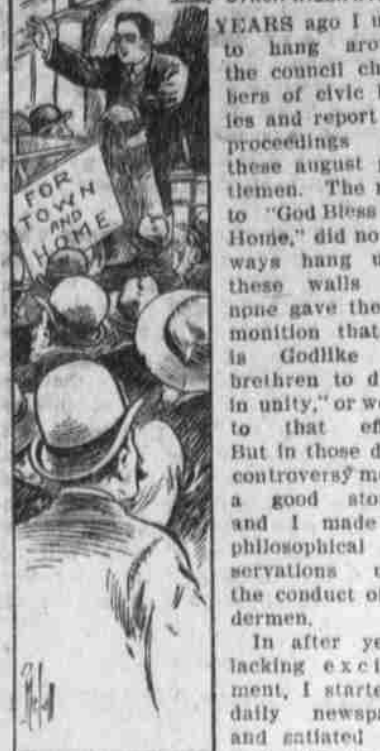 FOR
TOWN
AND
HOME
YEARS ago I u
to hang aro
the council ch
bers of civic
ies and report
proceedings
these august
tlemen. The
to "God Bless
Home," did no
ways hang u
these walls
none gave the
monition that
is Godlike
brethren to d
in unity," or w
to that ef
But in those d
controversy m
a good sto
and I made
philosophical
servations u
the conduct o
dermen.
In after ye
lacking exci
ment, I starte
daily newsp
and satiated